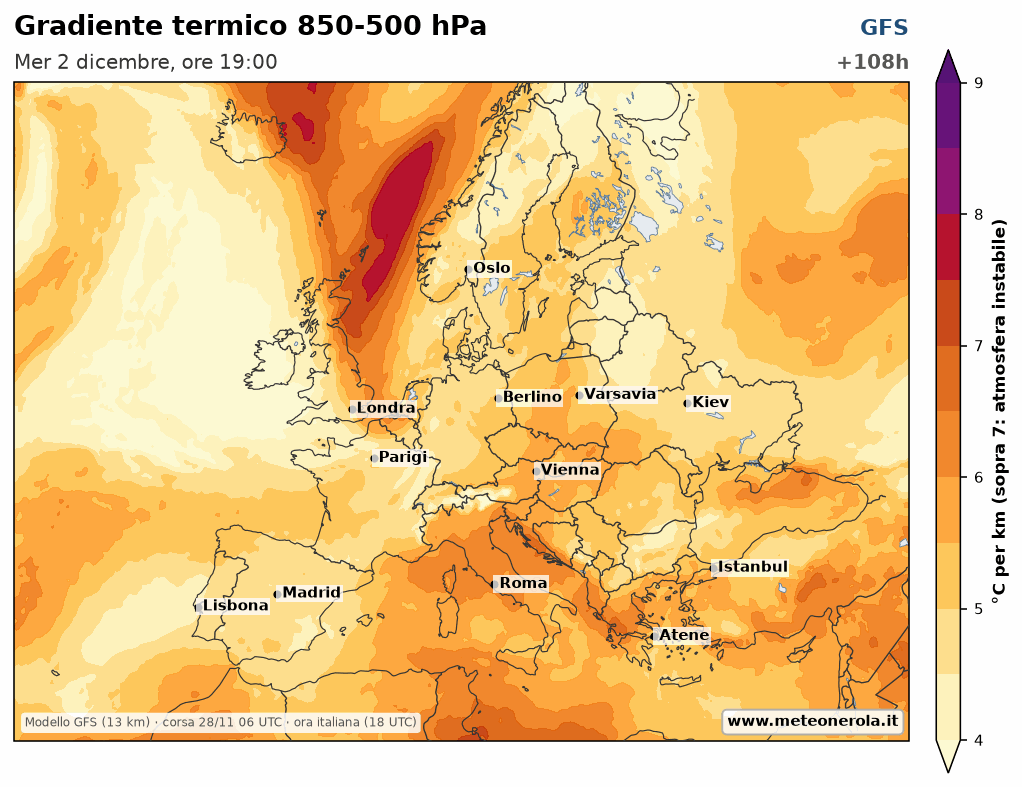 Gradiente termico 850-500 hPa
GFS
Mer 2 dicembre, ore 19:00
+108h
9
8
7
6
5
4
°C per km (sopra 7: atmosfera instabile)
Oslo
Berlino
Varsavia
Kiev
Londra
Parigi
Vienna
Istanbul
Roma
Madrid
Lisbona
Atene
Modello GFS (13 km) · corsa 28/11 06 UTC · ora italiana (18 UTC)
www.meteonerola.it